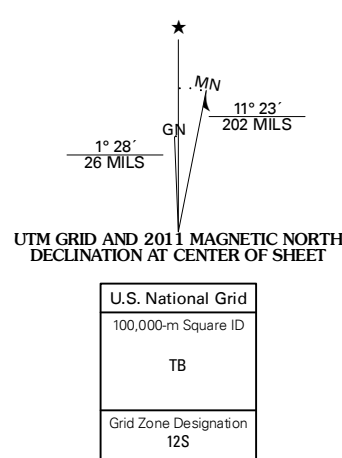 ★
MN
11° 23´
202 MILS
GN
1° 28´
26 MILS
UTM GRID AND 2011 MAGNETIC NORTH
DECLINATION AT CENTER OF SHEET
U.S. National Grid
100,000-m Square ID
TB
Grid Zone Designation
12S